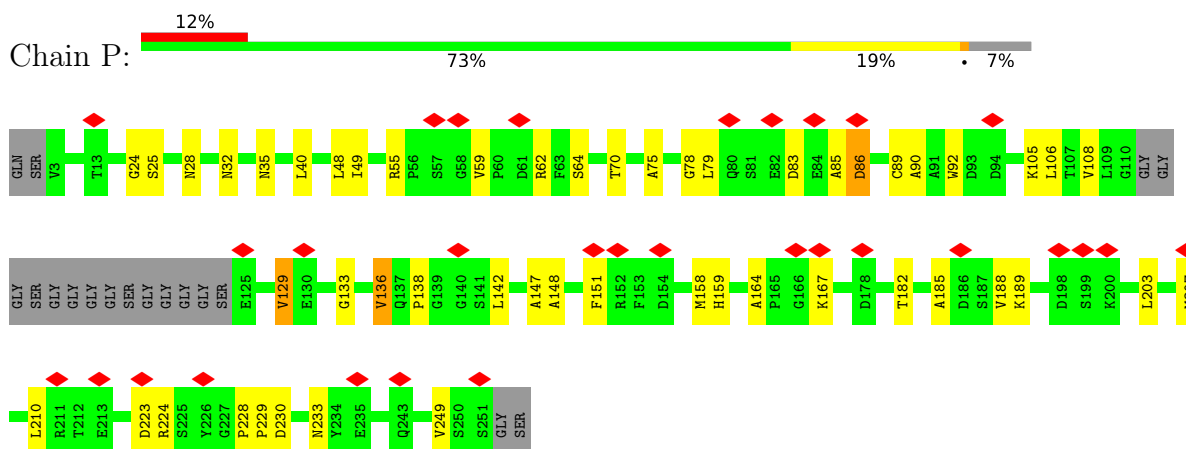 12%
Chain P:
73% 19% • 7%
GLN SER V3 T13 G24 S25 N28 N32 N35 L40 L48 I49 R55 P56 S57 G58 V59 P60 D61 R62 F63 S64 T70 A75 G78 L79 Q80 S81 E82 D83 E84 A85 D86 C89 A90 A91 W92 D93 D94 K105 L106 T107 V108 L109 G110 GLY GLY
GLY SER GLY GLY GLY GLY SER GLY GLY GLY GLY SER E125 V129 E130 G133 V136 Q137 P138 G139 G140 S141 L142 A147 A148 F151 R152 F153 D154 M158 H159 A164 P165 G166 K167 D178 T182 A185 D186 S187 V188 K189 D198 S199 K200 L203
L210 R211 T212 E213 D223 R224 S225 Y226 G227 P228 P229 D230 N233 Y234 E235 Q243 V249 S250 S251 GLY SER